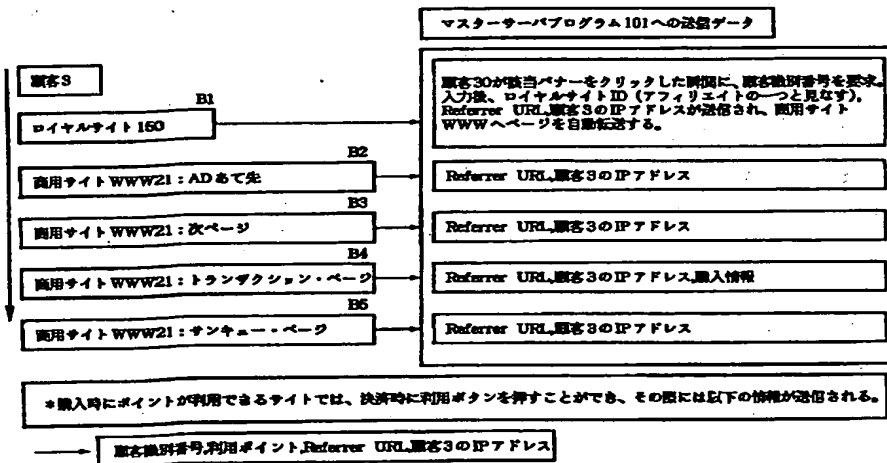 マスターサーバプログラム101への送信データ
顧客3
B1
ロイヤルサイト150
顧客30が該当バナーをクリックした瞬間に、顧客識別番号を要求。
入力後、ロイヤルサイトID(アフィリエイトの一つと見なす),
Referrer URL,顧客3のIPアドレスが送信され、商用サイト
WWWへページを自動転送する。
B2
商用サイトWWW21:ADあて先
Referrer URL,顧客3のIPアドレス
B3
商用サイトWWW21:次ページ
Referrer URL,顧客3のIPアドレス
B4
商用サイトWWW21:トランザクション・ページ
Referrer URL,顧客3のIPアドレス,購入情報
B5
商用サイトWWW21:サンキュー・ページ
Referrer URL,顧客3のIPアドレス
*購入時にポイントが利用できるサイトでは、決済時に利用ボタンを押すことができ、その際には以下の情報が送信される。
顧客識別番号,利用ポイント,Referrer URL,顧客3のIPアドレス